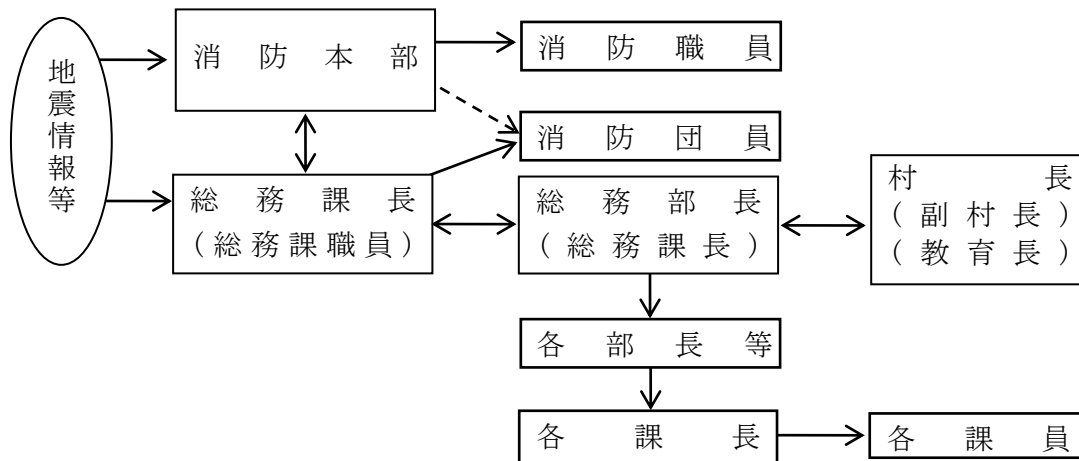 地震情報等
消防本部
消防職員
消防団員
総務課長
(総務課職員)
総務部長
(総務課長)
村長
(副村長)
(教育長)
各部長等
各課長
各課員